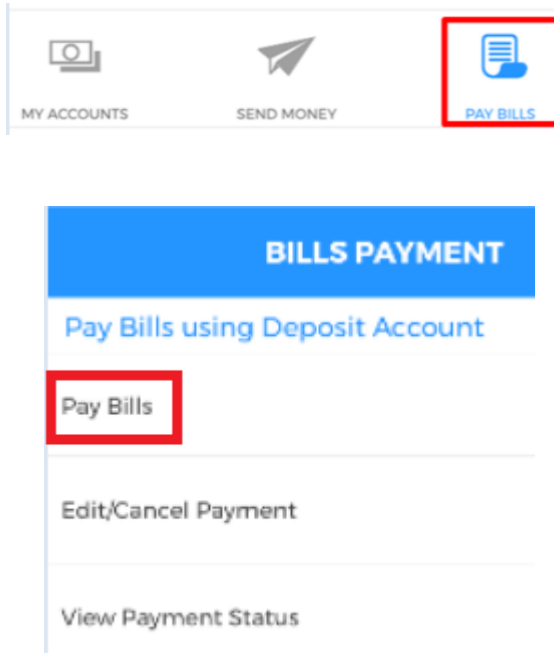 MY ACCOUNTS SEND MONEY PAY BILLS
BILLS PAYMENT
Pay Bills using Deposit Account
Pay Bills
Edit/Cancel Payment
View Payment Status